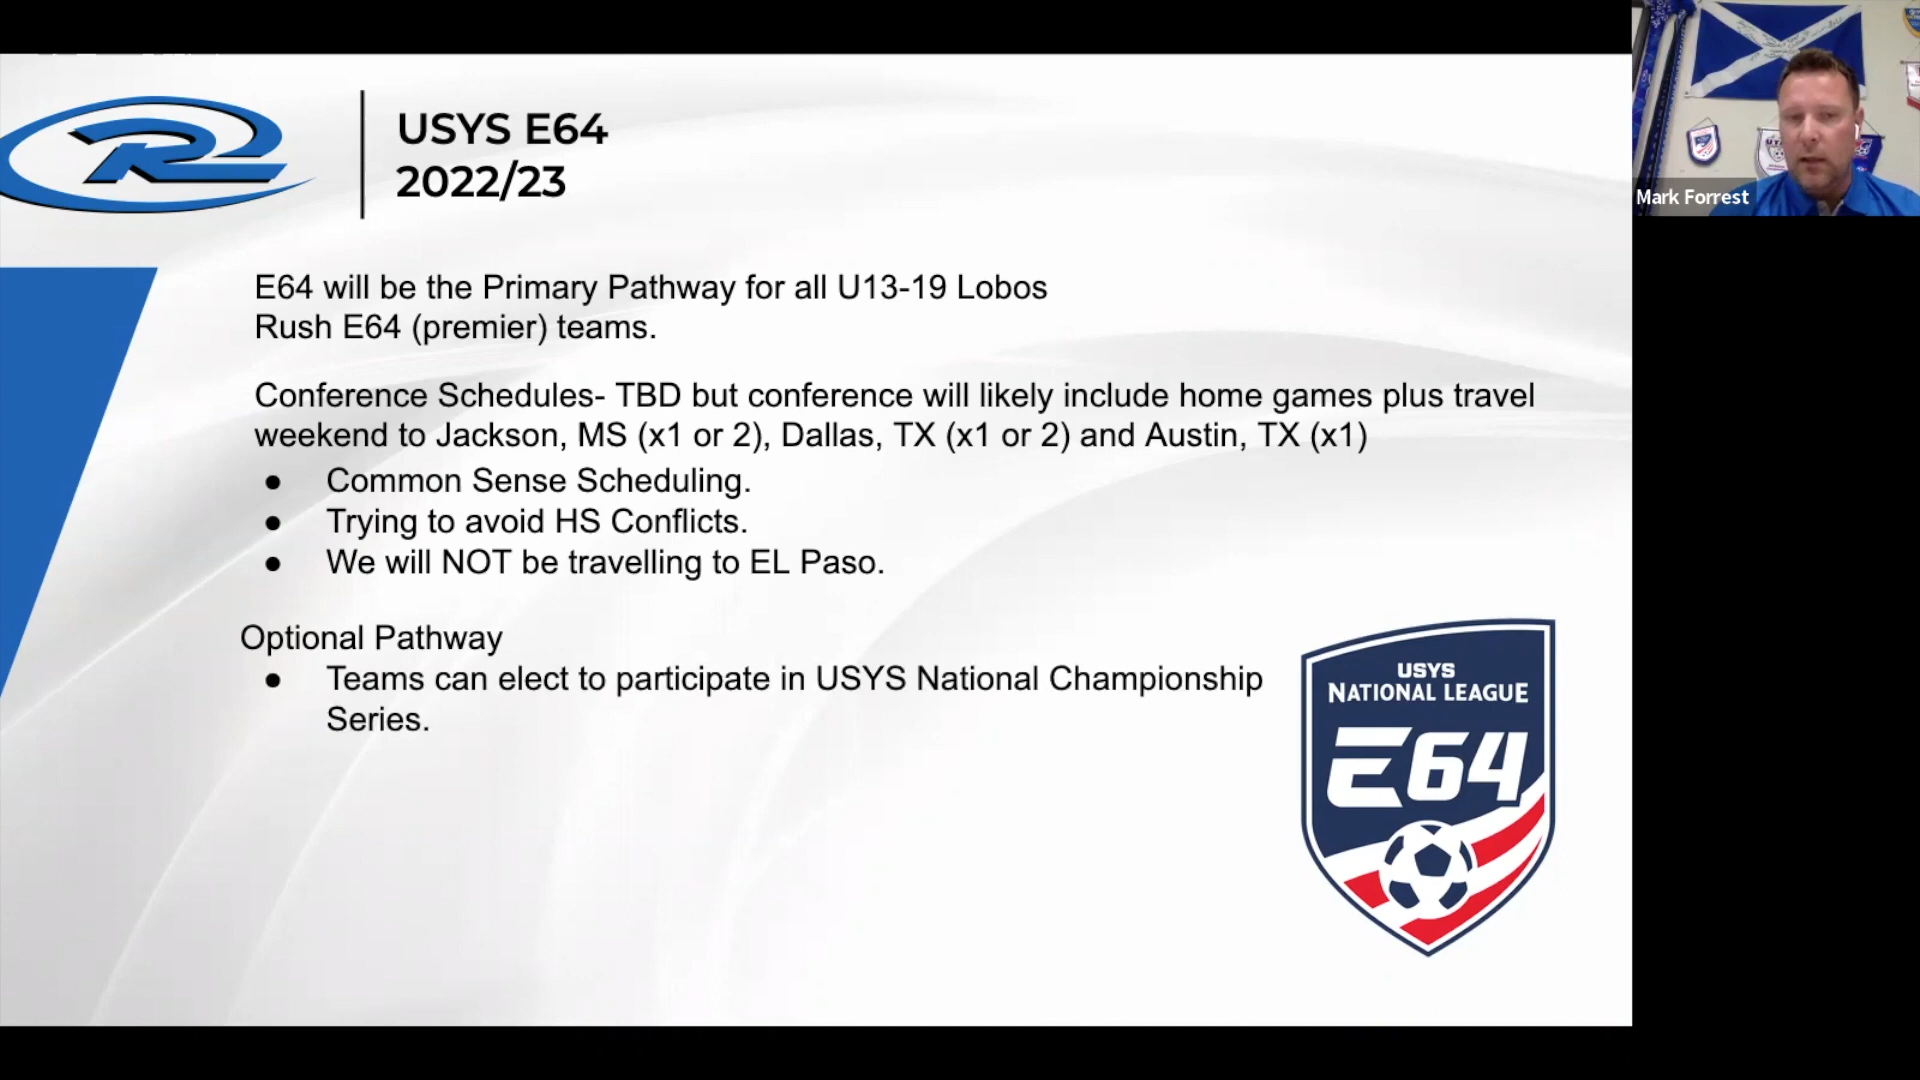 USYS E64
2022/23
E64 will be the Primary Pathway for all U13-19 Lobos
Rush E64 (premier) teams.
Conference Schedules- TBD but conference will likely include home games plus travel
weekend to Jackson, MS (x1 or 2), Dallas, TX (x1 or 2) and Austin, TX (x1)
● Common Sense Scheduling.
● Trying to avoid HS Conflicts.
● We will NOT be travelling to EL Paso.
Optional Pathway
● Teams can elect to participate in USYS National Championship
Series.
USYS
NATIONAL LEAGUE
E64
Mark Forrest